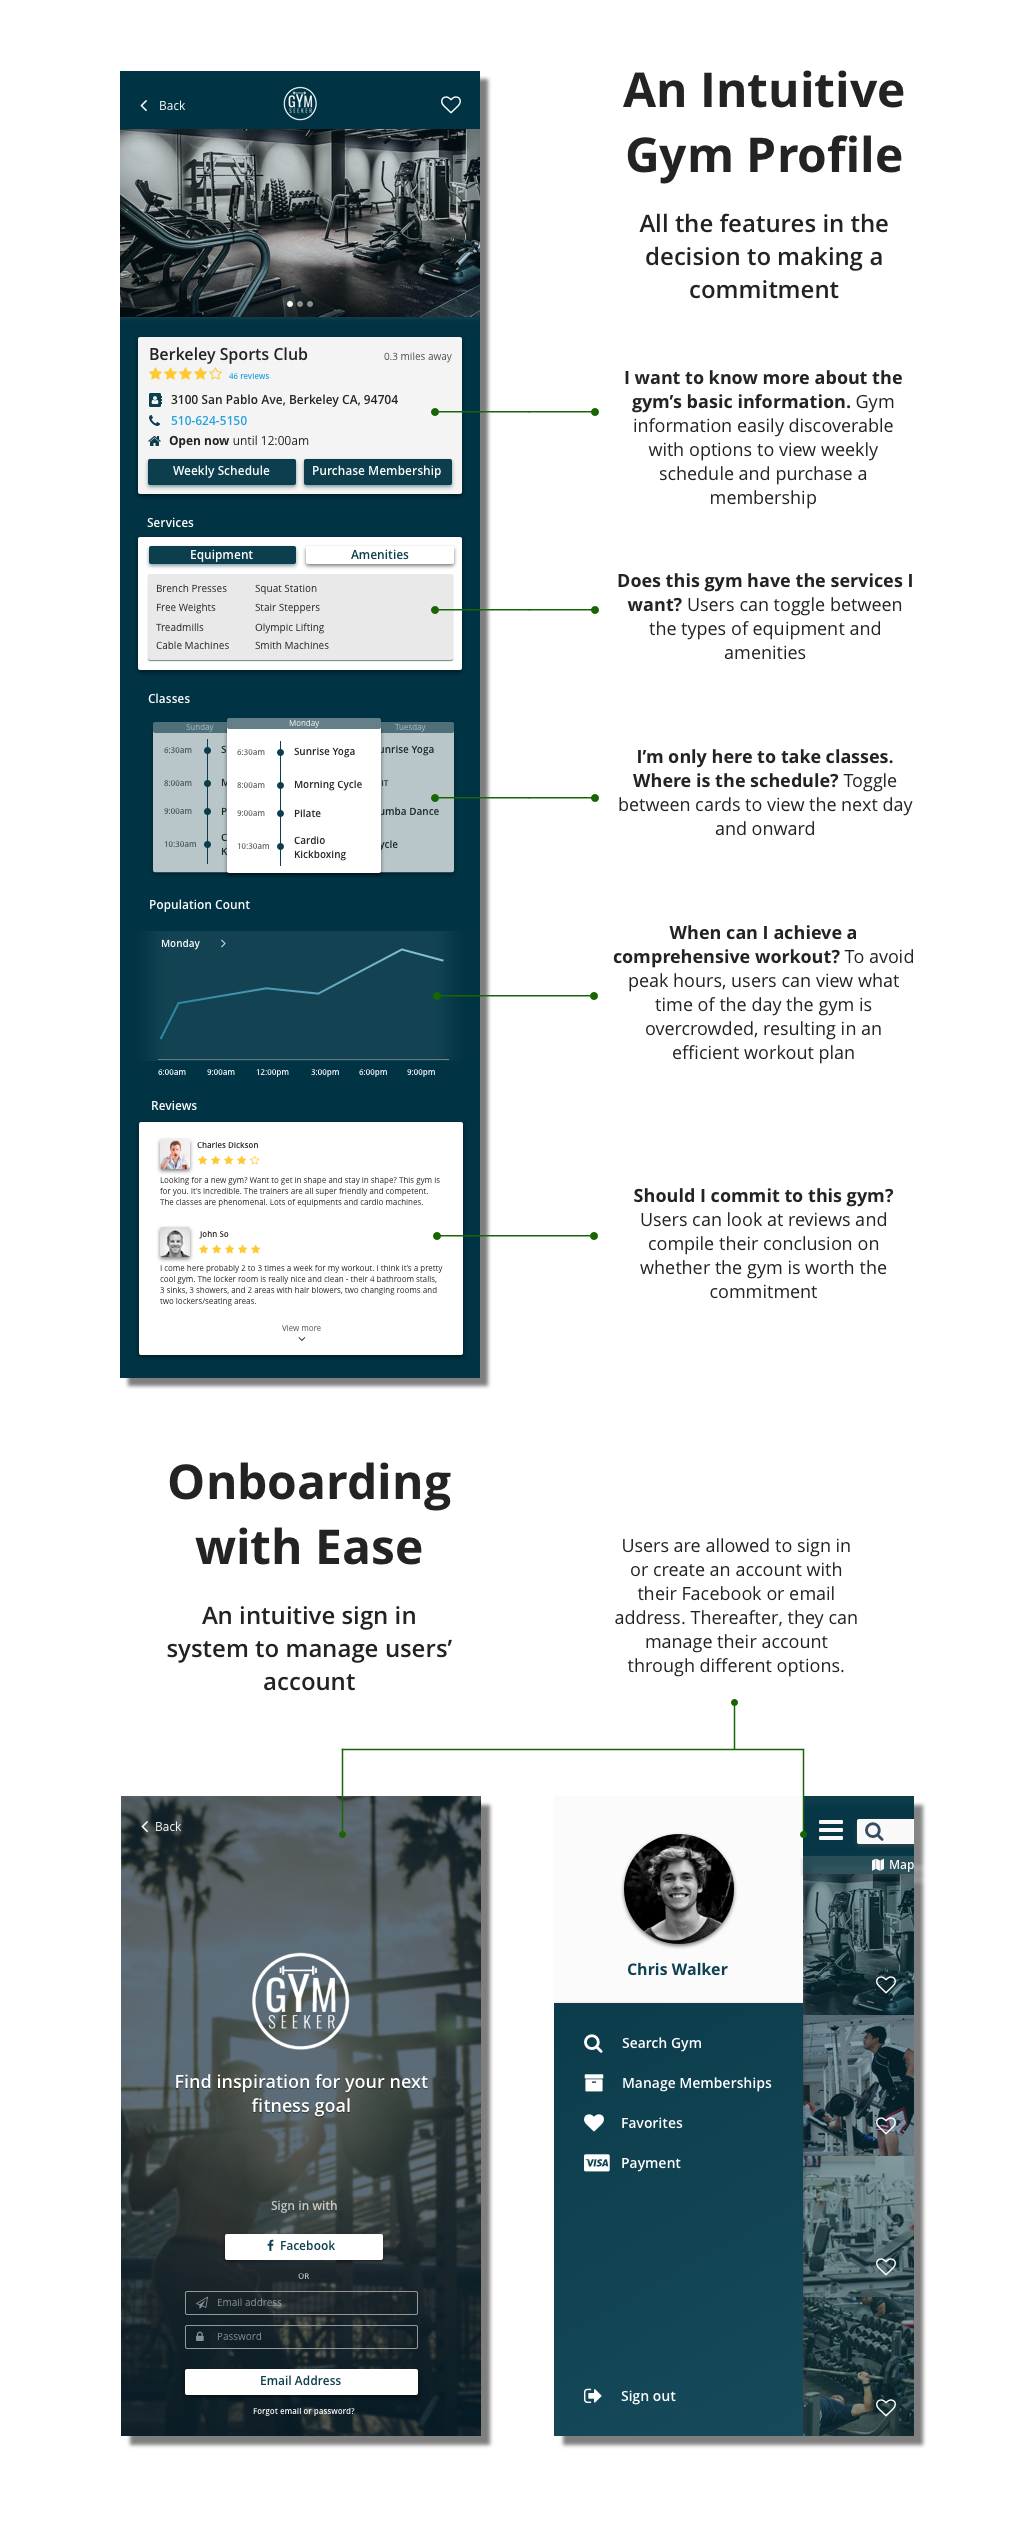 Back
GYM
SEEKER
An Intuitive
Gym Profile
All the features in the
decision to making a
commitment
Berkeley Sports Club
0.3 miles away
46 reviews
3100 San Pablo Ave, Berkeley CA, 94704
510-624-5150
Open now until 12:00am
Weekly Schedule
Purchase Membership
I want to know more about the
gym's basic information. Gym
information easily discoverable
with options to view weekly
schedule and purchase a
membership
Services
Equipment
Amenities
Brench Presses
Squat Station
Free Weights
Stair Steppers
Treadmills
Olympic Lifting
Cable Machines
Smith Machines
Does this gym have the services I
want? Users can toggle between
the types of equipment and
amenities
Classes
Sunday
6:30am S
8:00am M
9:00am P
10:30am C
K
Monday
6:30am Sunrise Yoga
8:00am Morning Cycle
9:00am Pilate
10:30am Cardio
Kickboxing
Tuesday
unrise Yoga
IT
umba Dance
ycle
I'm only here to take classes.
Where is the schedule? Toggle
between cards to view the next day
and onward
Population Count
Monday
6:00am 9:00am 12:00pm 3:00pm 6:00pm 9:00pm
When can I achieve a
comprehensive workout? To avoid
peak hours, users can view what
time of the day the gym is
overcrowded, resulting in an
efficient workout plan
Reviews
Charles Dickson
Looking for a new gym? Want to get in shape and stay in shape? This gym is
for you. It's incredible. The trainers are all super friendly and competent.
The classes are phenomenal. Lots of equipments and cardio machines.
John So
I come here probably 2 to 3 times a week for my workout. I think it's a pretty
cool gym. The locker room is really nice and clean - their 4 bathroom stalls,
3 sinks, 3 showers, and 2 areas with hair blowers, two changing rooms and
two lockers/seating areas.
View more
Should I commit to this gym?
Users can look at reviews and
compile their conclusion on
whether the gym is worth the
commitment
Onboarding
with Ease
An intuitive sign in
system to manage users'
account
Users are allowed to sign in
or create an account with
their Facebook or email
address. Thereafter, they can
manage their account
through different options.
Back
GYM
SEEKER
Find inspiration for your next
fitness goal
Sign in with
Facebook
OR
Email address
Password
Email Address
Forgot email or password?
Chris Walker
Search Gym
Manage Memberships
Favorites
VISA
Payment
Sign out
Map